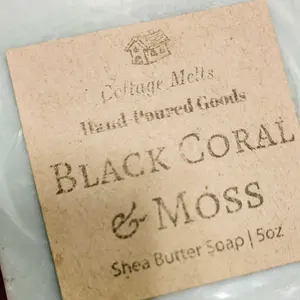 Cottage Melts
Hand-Poured Goods
BLACK CORAL
& MOSS
Shea Butter Soap | 5oz